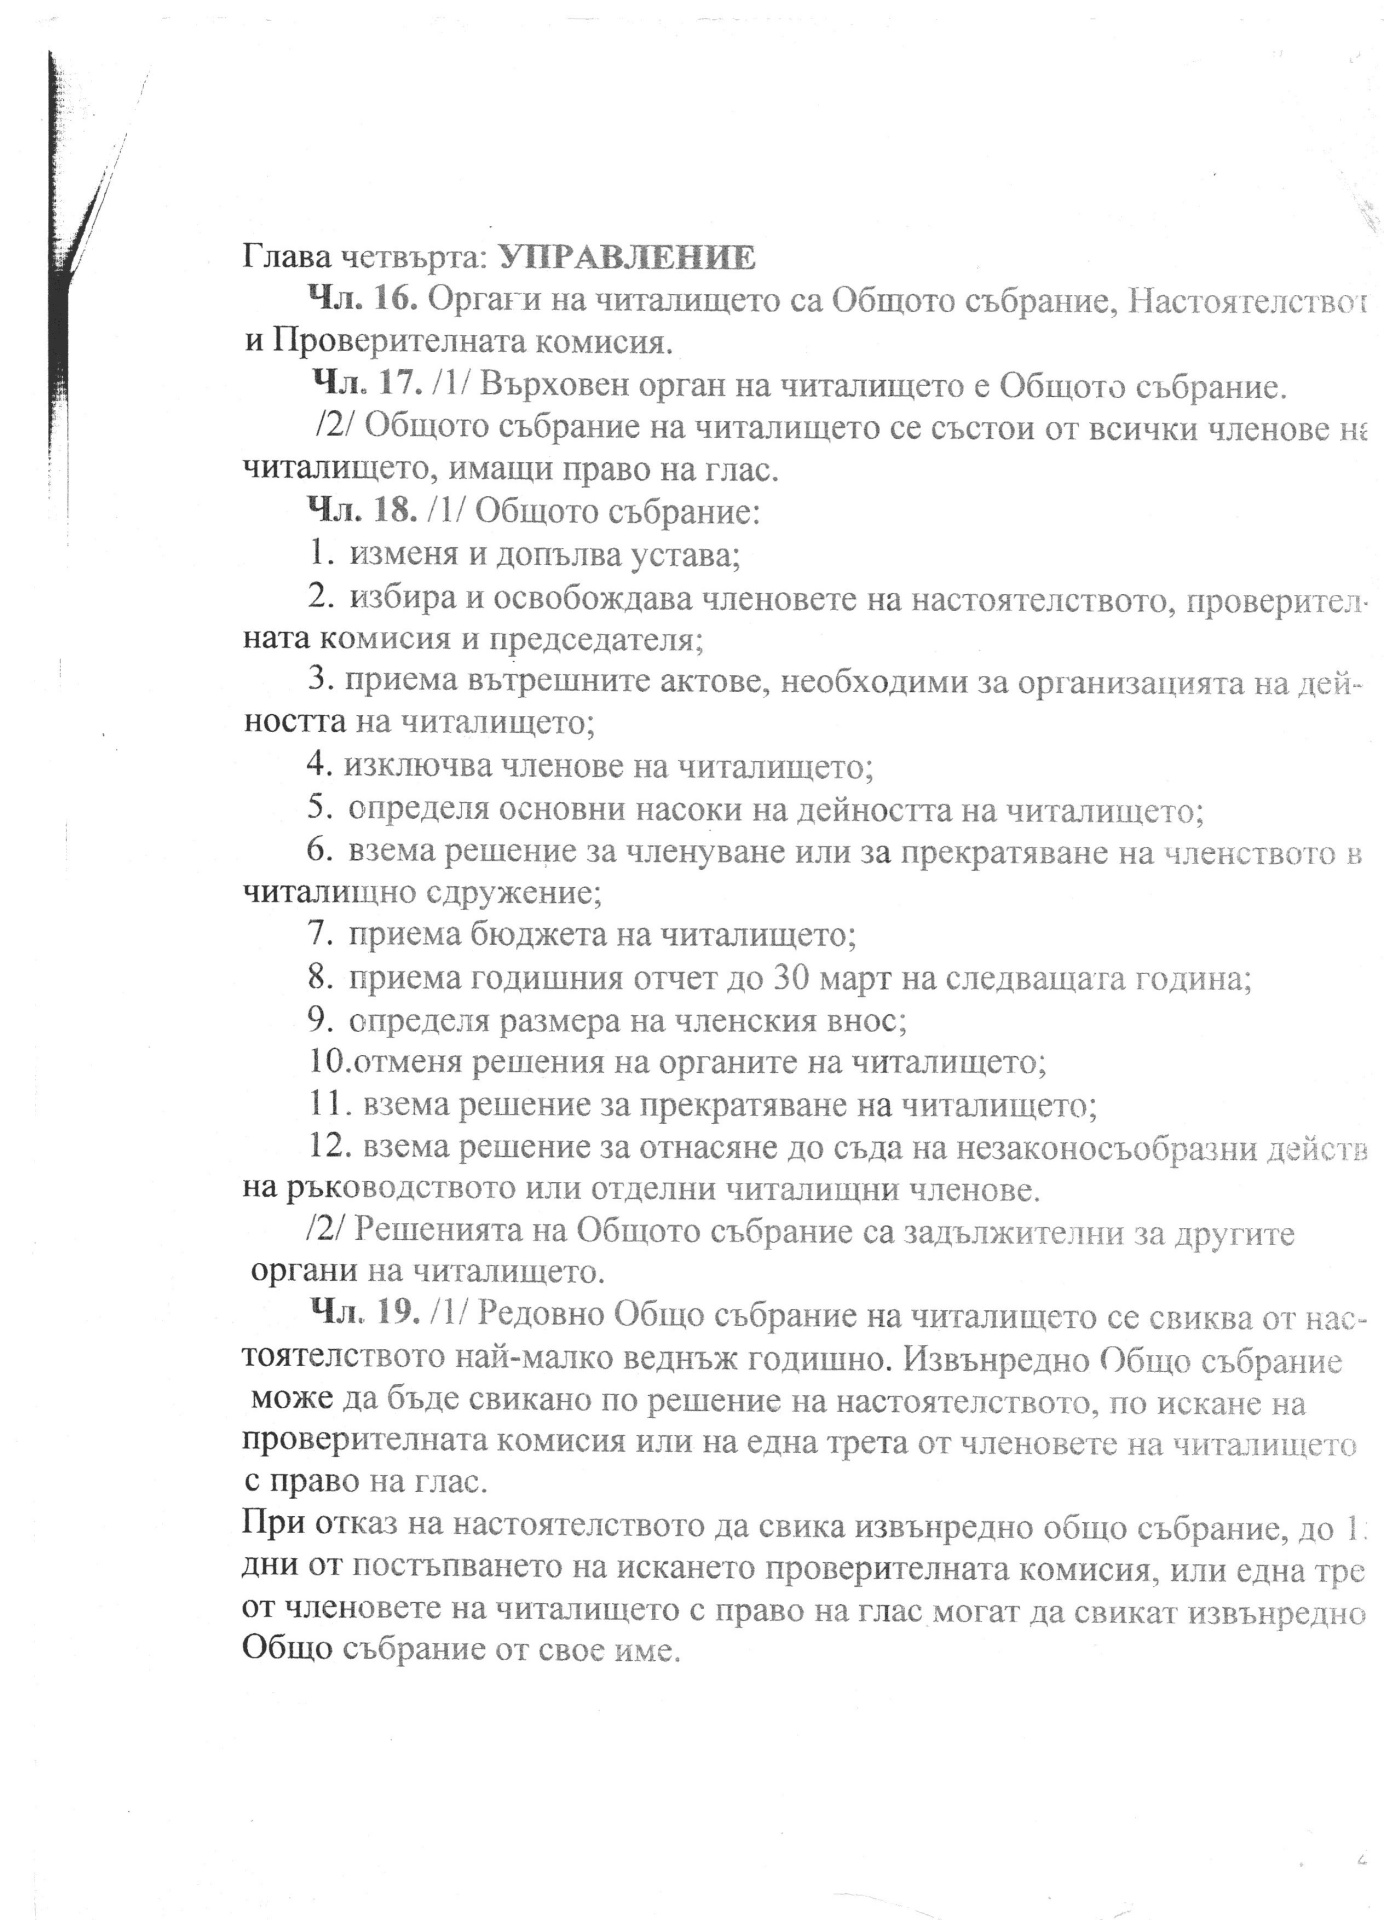 Глава четвърта: УПРАВЛЕНИЕ
Чл. 16. Органи на читалището са Общото събрание, Настоятелствот
и Проверителната комисия.
Чл. 17. /1/ Върховен орган на читалището е Общото събрание.
/2/ Общото събрание на читалището се състои от всички членове на
читалището, имащи право на глас.
Чл. 18. /1/ Общото събрание:
1. изменя и допълва устава;
2. избира и освобождава членовете на настоятелството, проверител-
ната комисия и председателя;
3. приема вътрешните актове, необходими за организацията на дей-
ността на читалището;
4. изключва членове на читалището;
5. определя основни насоки на дейността на читалището;
6. взема решение за членуване или за прекратяване на членството в
читалищно сдружение;
7. приема бюджета на читалището;
8. приема годишния отчет до 30 март на следващата година;
9. определя размера на членския внос;
10.отменя решения на органите на читалището;
11. взема решение за прекратяване на читалището;
12. взема решение за отнасяне до съда на незаконосъобразни действ
на ръководството или отделни читалищни членове.
/2/ Решенията на Общото събрание са задължителни за другите
органи на читалището.
Чл. 19. /1/ Редовно Общо събрание на читалището се свиква от нас-
тоятелството най-малко веднъж годишно. Извънредно Общо събрание
може да бъде свикано по решение на настоятелството, по искане на
проверителната комисия или на една трета от членовете на читалището
с право на глас.
При отказ на настоятелството да свика извънредно общо събрание, до
дни от постъпването на искането проверителната комисия, или една тре
от членовете на читалището с право на глас могат да свикат извънредно
Общо събрание от свое име.